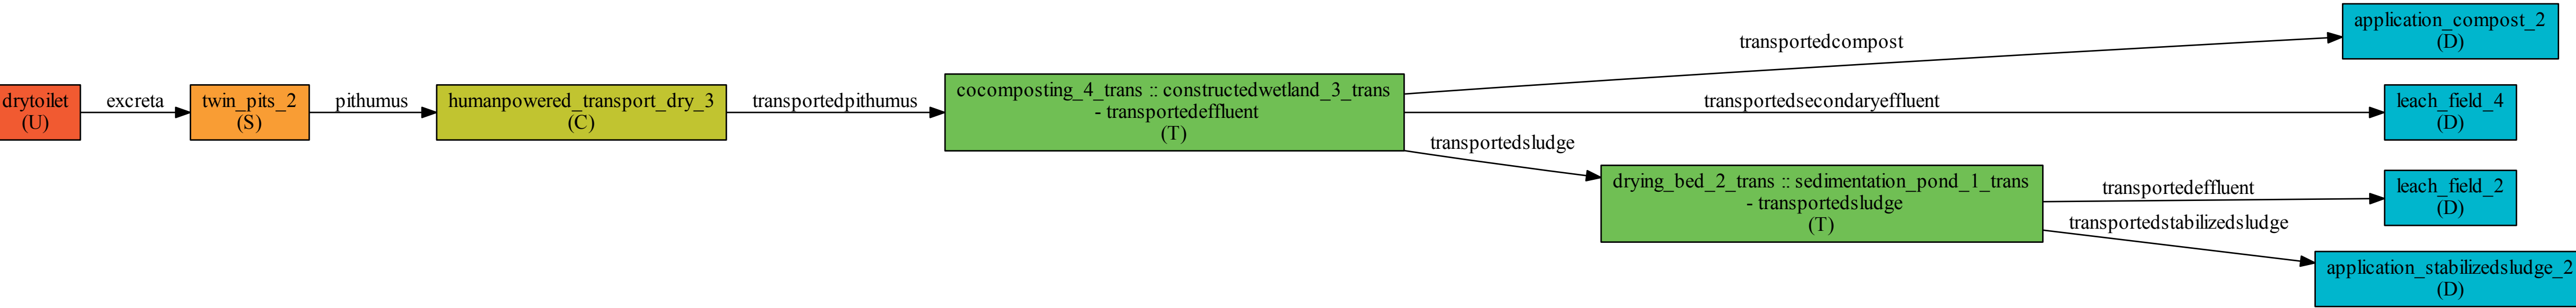 drytoilet
(U)
excreta
twin_pits_2
(S)
pithumus
humanpowered_transport_dry_3
(C)
transportedpithumus
cocomposting_4_trans :: constructedwetland_3_trans
- transportedeffluent
(T)
transportedcompost
application_compost_2
(D)
transportedsecondaryeffluent
leach_field_4
(D)
transportedsludge
drying_bed_2_trans :: sedimentation_pond_1_trans
- transportedsludge
(T)
transportedeffluent
leach_field_2
(D)
transportedstabilizedsludge
application_stabilizedsludge_2
(D)